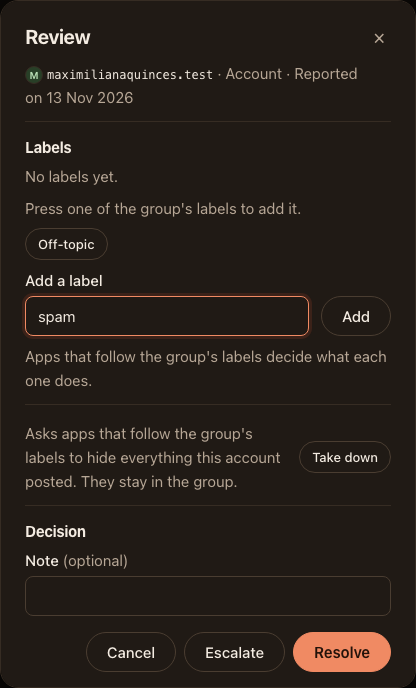 Review
×
M maximilianaquinces.test · Account · Reported
on 13 Nov 2026
Labels
No labels yet.
Press one of the group's labels to add it.
Off-topic
Add a label
spam
Add
Apps that follow the group's labels decide what each
one does.
Asks apps that follow the group's
labels to hide everything this account
posted. They stay in the group.
Take down
Decision
Note (optional)
Cancel
Escalate
Resolve